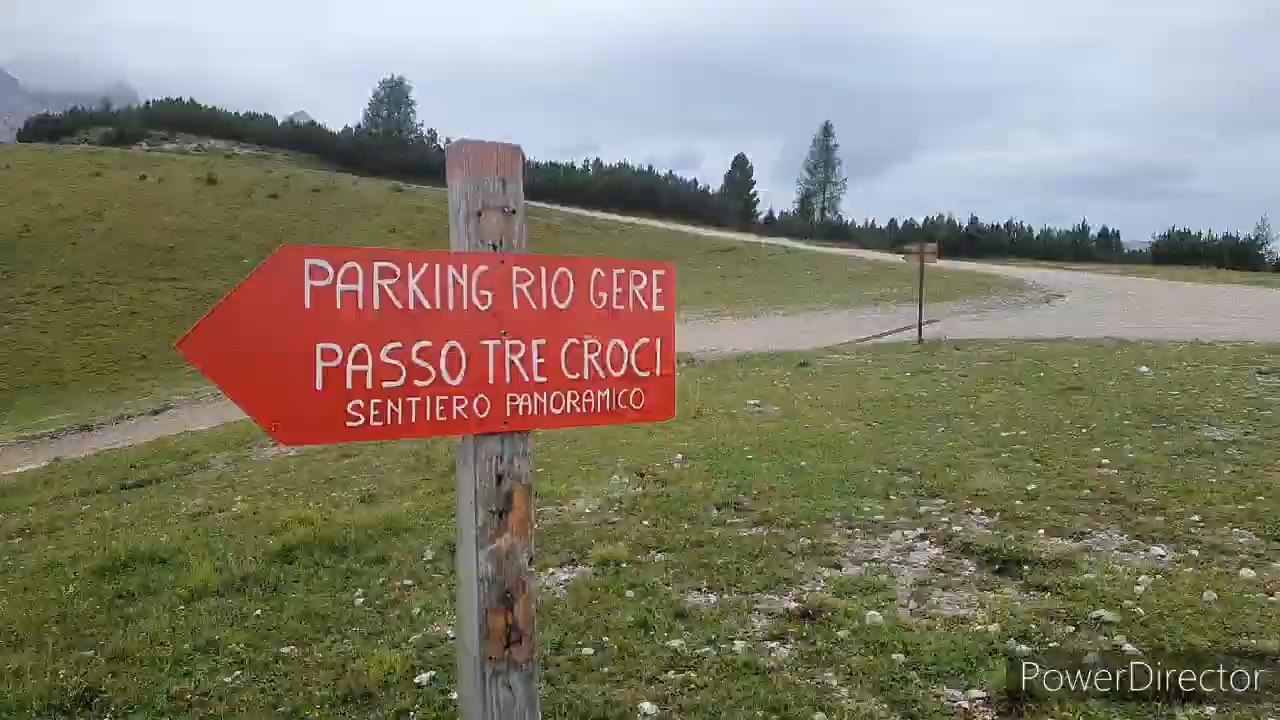 PARKING RIO GERE
PASSO TRE CROCI
SENTIERO PANORAMICO
PowerDirector